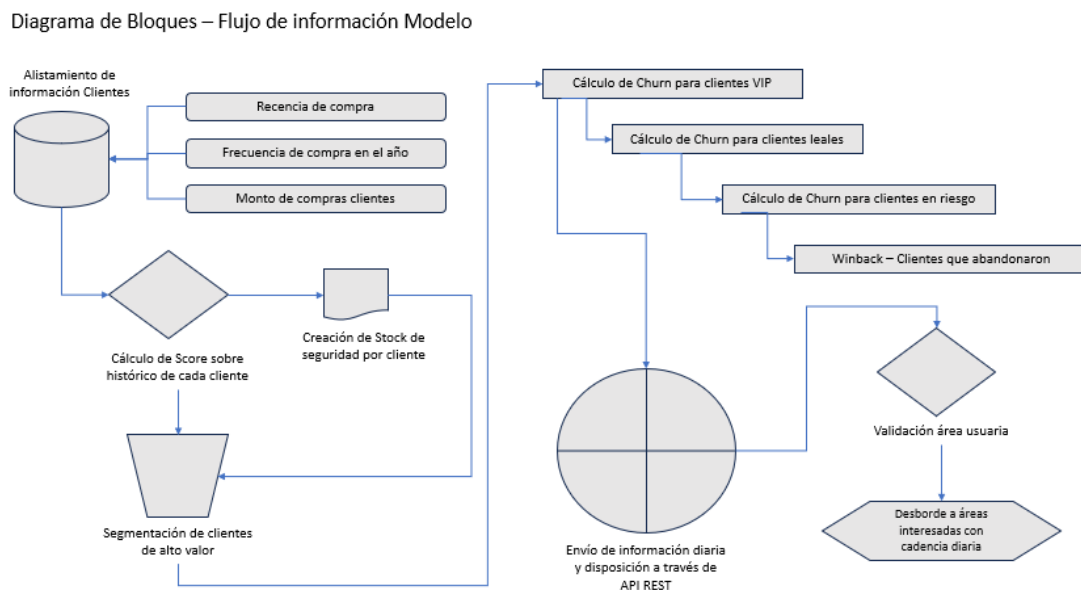 Diagrama de Bloques – Flujo de información Modelo
Alistamiento de
información Clientes
Recencia de compra
Frecuencia de compra en el año
Monto de compras clientes
Cálculo de Score sobre
histórico de cada cliente
Creación de Stock de
seguridad por cliente
Segmentación de clientes
de alto valor
Cálculo de Churn para clientes VIP
Cálculo de Churn para clientes leales
Cálculo de Churn para clientes en riesgo
Winback – Clientes que abandonaron
Envío de información diaria
y disposición a través de
API REST
Validación área usuaria
Desborde a áreas
interesadas con
cadencia diaria